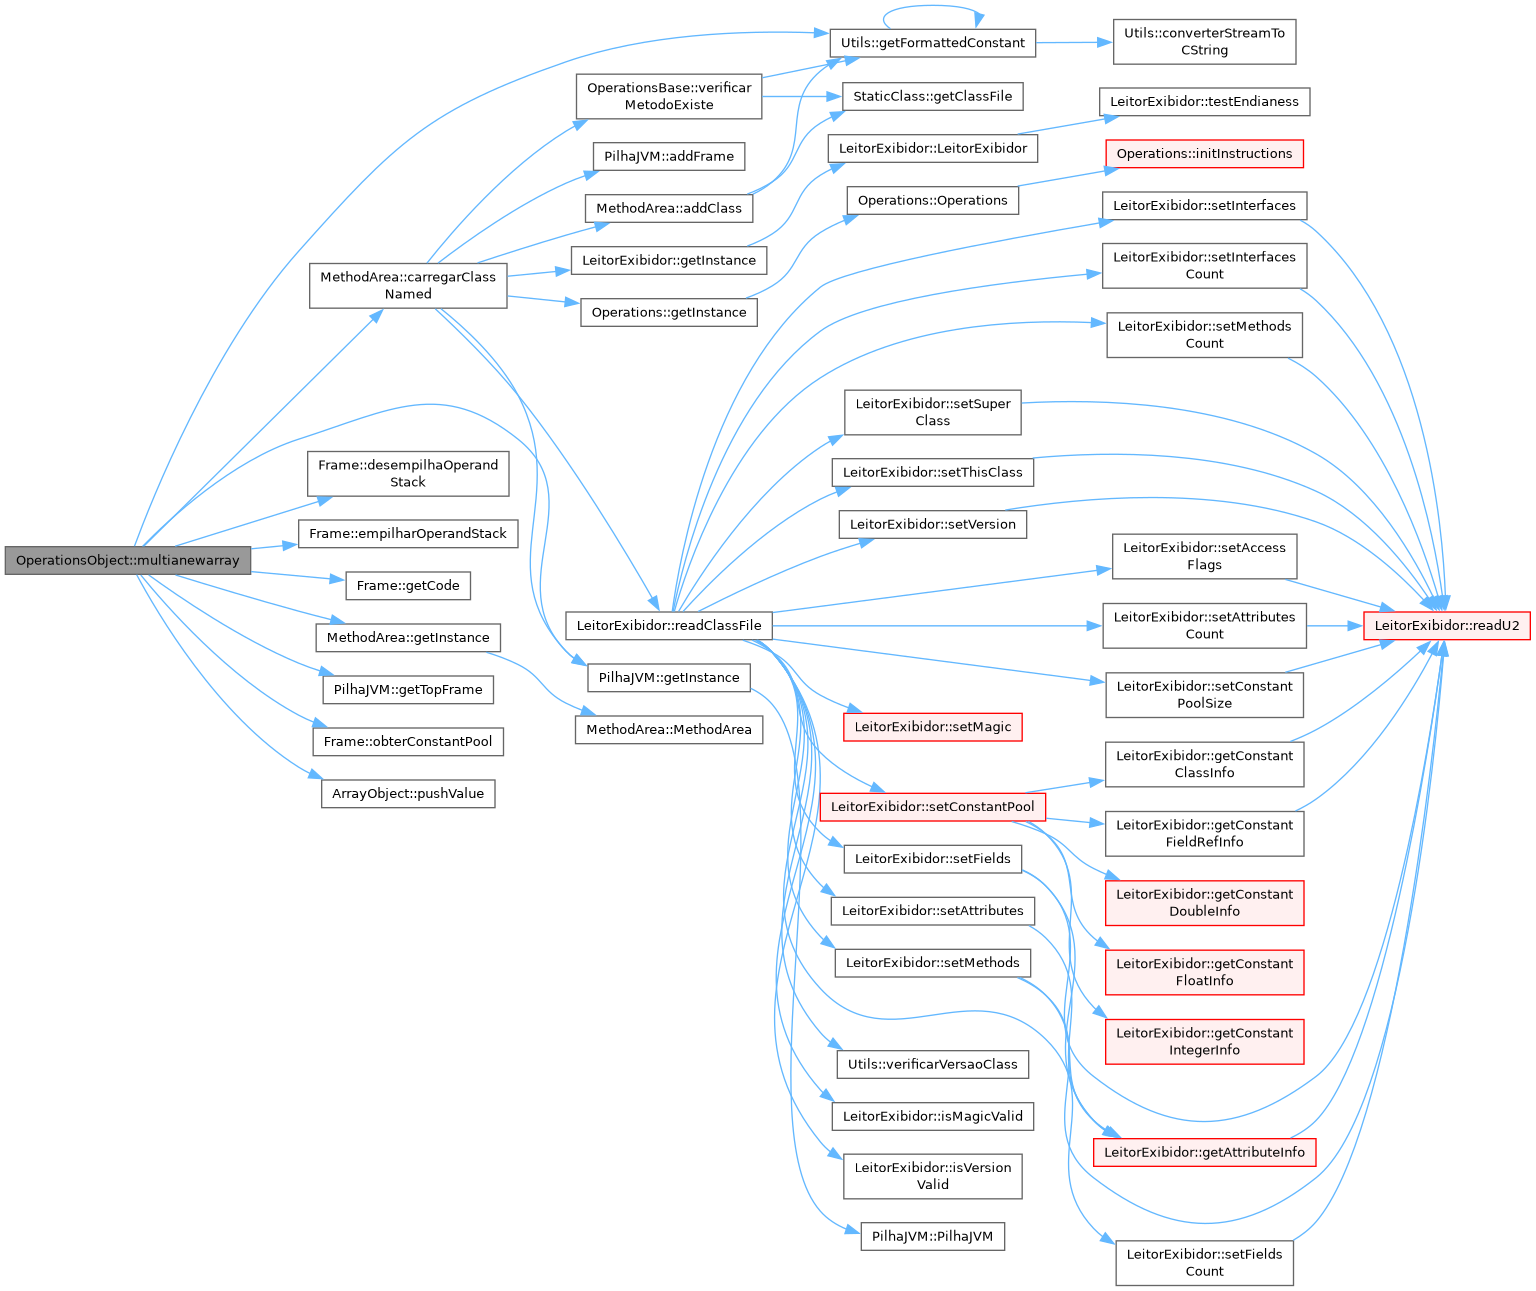 OperationsObject::multianewarray
Utils::getFormattedConstant
Utils::converterStreamTo
CString
OperationsBase::verificar
MetodoExiste
StaticClass::getClassFile
LeitorExibidor::testEndianess
LeitorExibidor::LeitorExibidor
PilhaJVM::addFrame
Operations::initInstructions
MethodArea::addClass
Operations::Operations
LeitorExibidor::setInterfaces
MethodArea::carregarClass
Named
LeitorExibidor::getInstance
LeitorExibidor::setInterfaces
Count
Operations::getInstance
LeitorExibidor::setMethods
Count
LeitorExibidor::setSuper
Class
Frame::desempilhaOperand
Stack
LeitorExibidor::setThisClass
Frame::empilharOperandStack
LeitorExibidor::setVersion
LeitorExibidor::setAccess
Flags
Frame::getCode
MethodArea::getInstance
LeitorExibidor::readClassFile
LeitorExibidor::setAttributes
Count
LeitorExibidor::readU2
PilhaJVM::getTopFrame
PilhaJVM::getInstance
LeitorExibidor::setConstant
PoolSize
Frame::obterConstantPool
MethodArea::MethodArea
LeitorExibidor::setMagic
LeitorExibidor::getConstant
ClassInfo
ArrayObject::pushValue
LeitorExibidor::setConstantPool
LeitorExibidor::getConstant
FieldRefInfo
LeitorExibidor::setFields
LeitorExibidor::getConstant
DoubleInfo
LeitorExibidor::setAttributes
LeitorExibidor::setMethods
LeitorExibidor::getConstant
FloatInfo
LeitorExibidor::getConstant
IntegerInfo
Utils::verificarVersaoClass
LeitorExibidor::isMagicValid
LeitorExibidor::getAttributeInfo
LeitorExibidor::isVersion
Valid
PilhaJVM::PilhaJVM
LeitorExibidor::setFields
Count